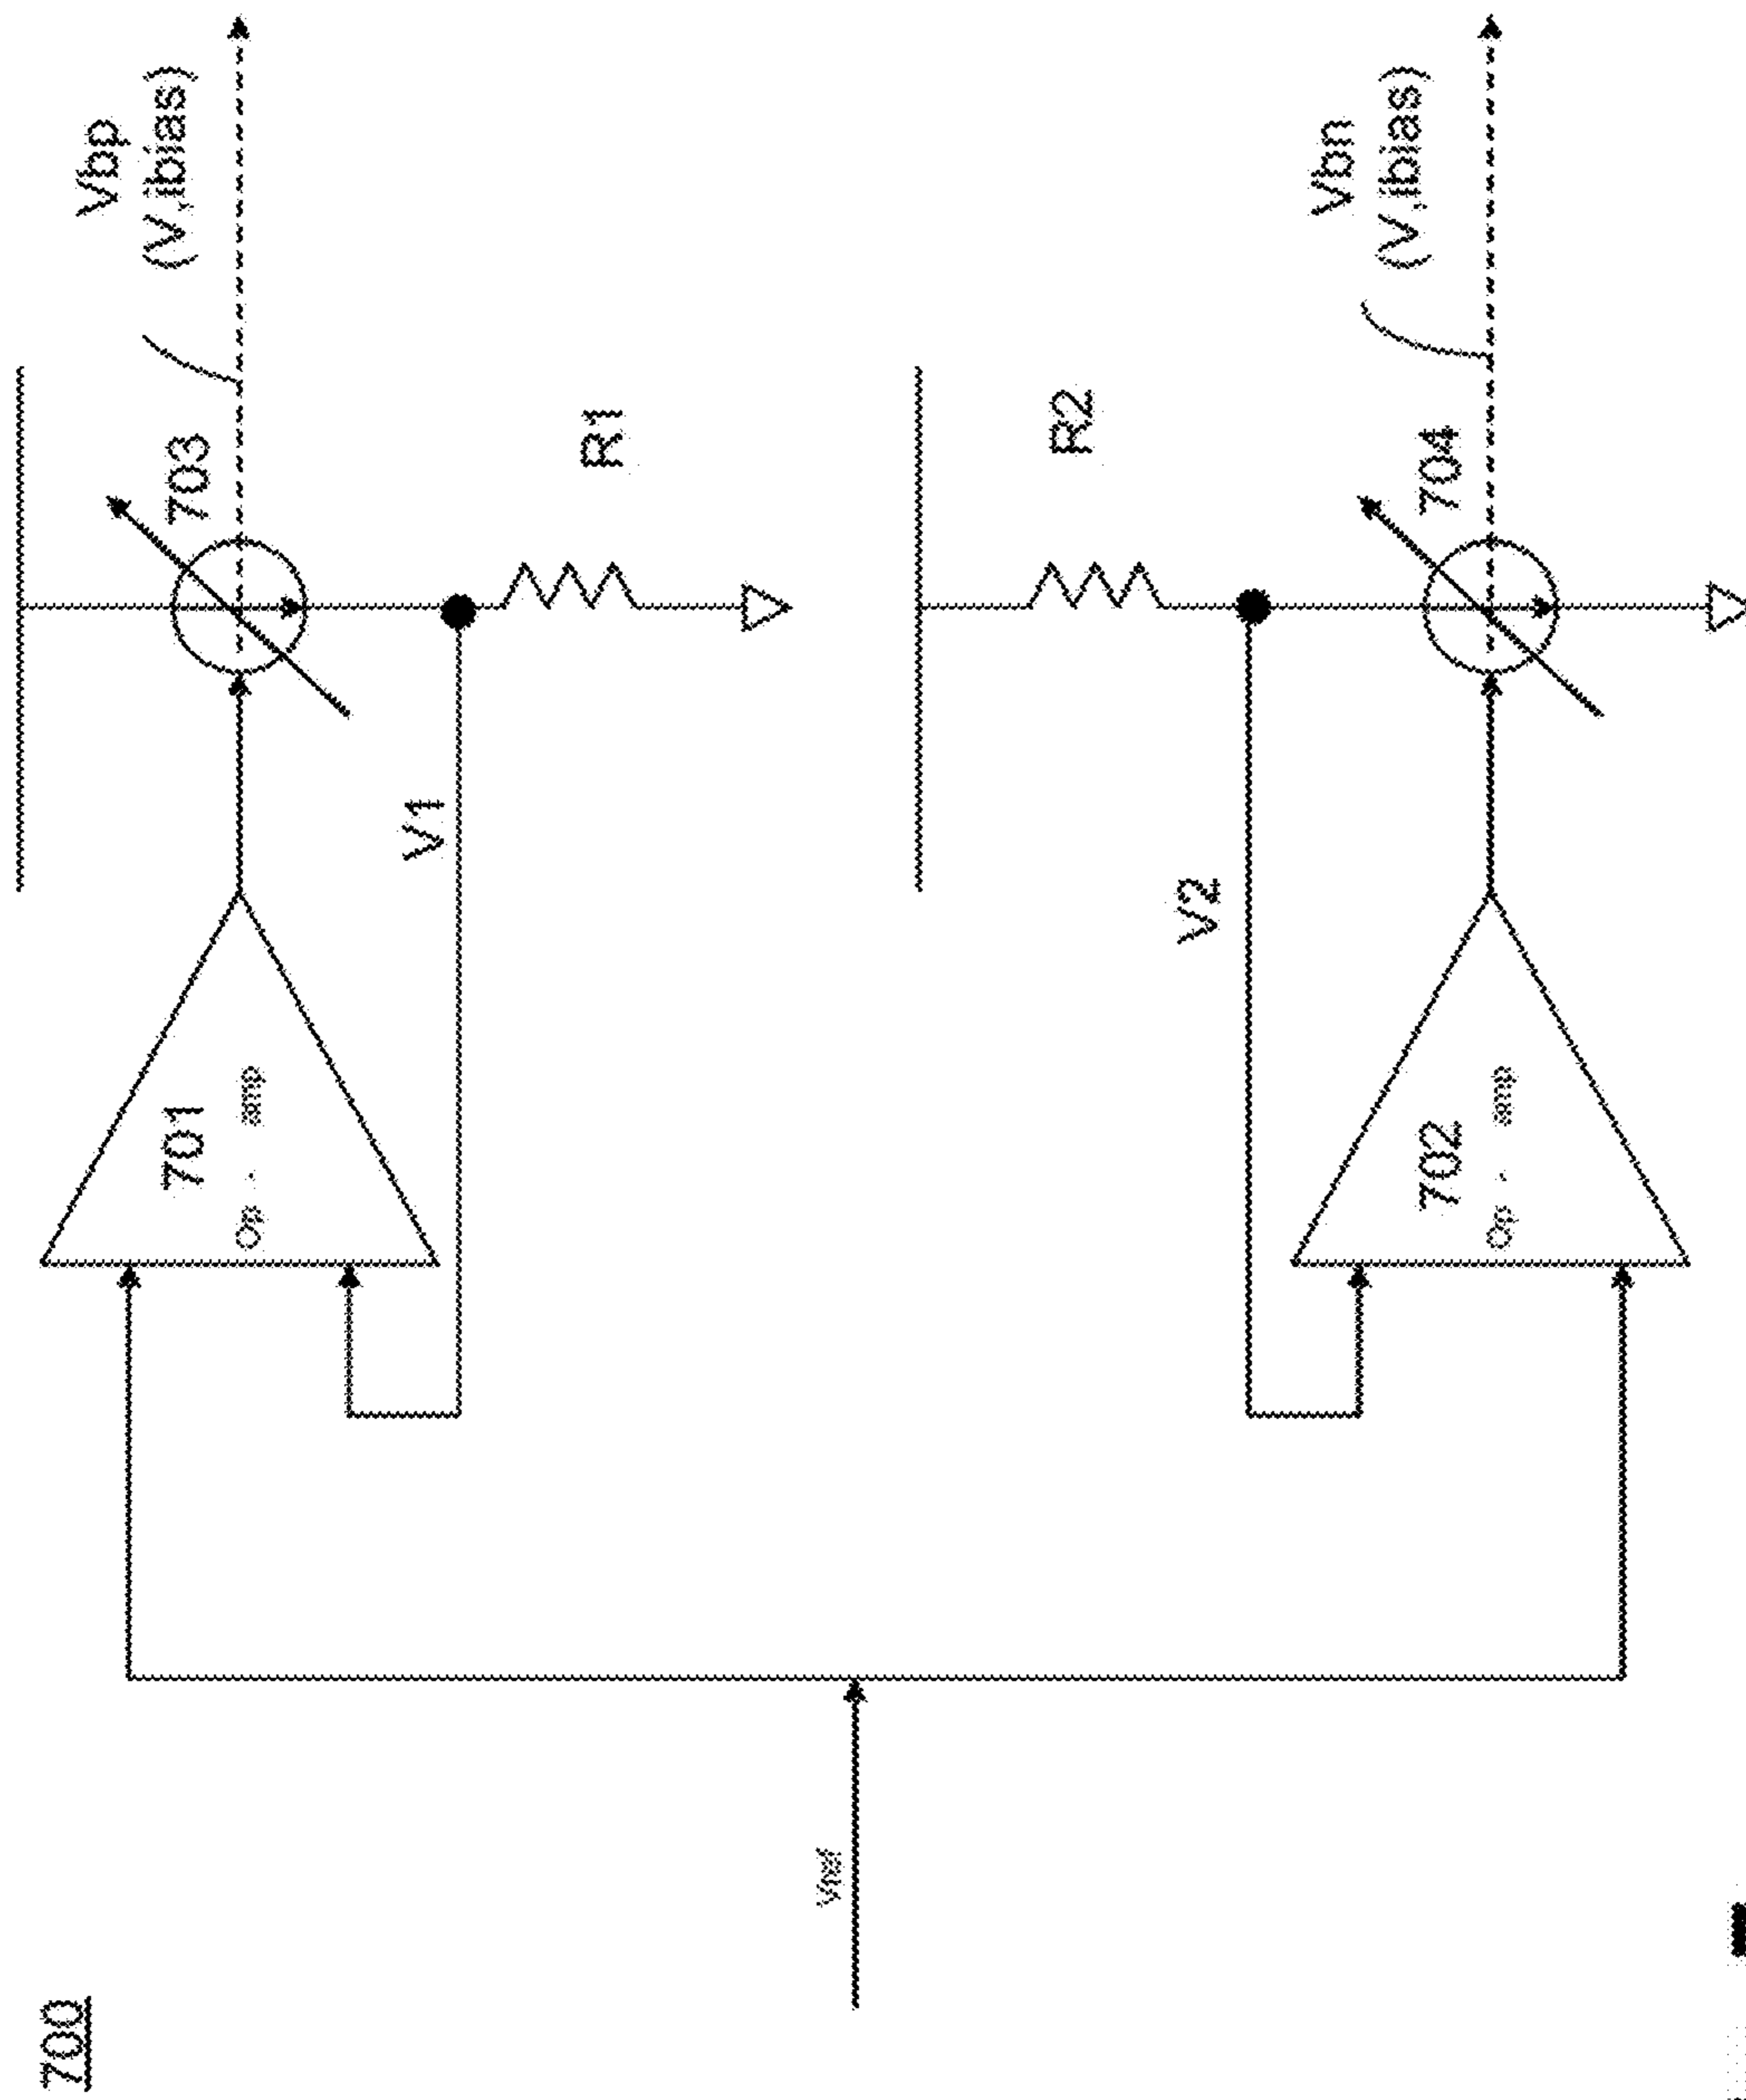 700
Vbp
(V,ibias)
701
703
Op - amp
V1
R1
Vref
R2
V2
Vbn
(V,ibias)
702
704
Op - amp